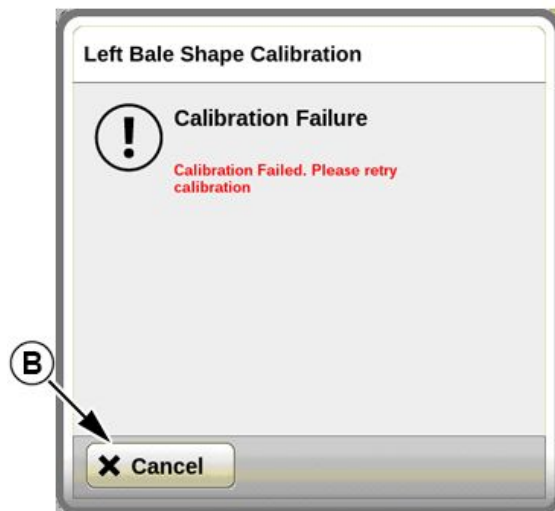 Left Bale Shape Calibration
!
Calibration Failure
Calibration Failed. Please retry
calibration
B
Cancel